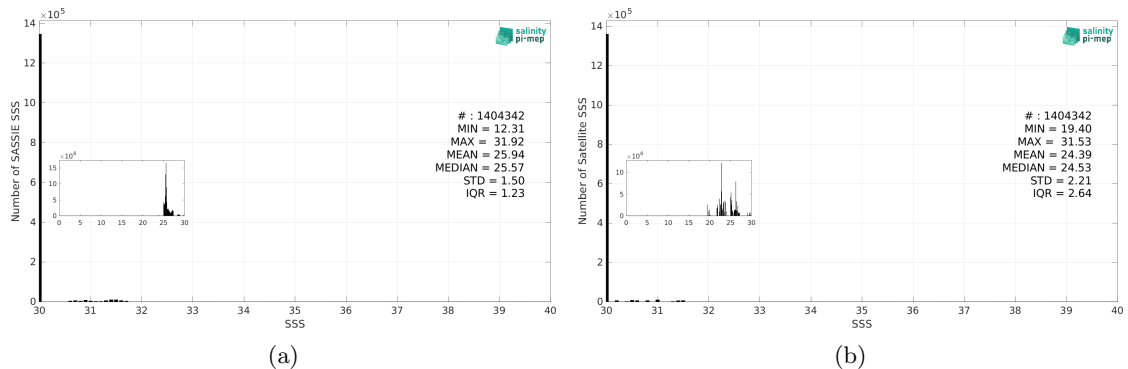 ×10⁵
14
12
10
8
6
4
2
0
Number of SASSIE SSS
salinity
pi-mep
# : 1404342
MIN = 12.31
MAX = 31.92
MEAN = 25.94
MEDIAN = 25.57
STD = 1.50
IQR = 1.23
×10⁴
15
10
5
0
0 5 10 15 20 25 30
30 31 32 33 34 35 36 37 38 39 40
SSS
(a)
×10⁵
14
12
10
8
6
4
2
0
Number of Satellite SSS
salinity
pi-mep
# : 1404342
MIN = 19.40
MAX = 31.53
MEAN = 24.39
MEDIAN = 24.53
STD = 2.21
IQR = 2.64
×10⁴
10
5
0
0 5 10 15 20 25 30
30 31 32 33 34 35 36 37 38 39 40
SSS
(b)